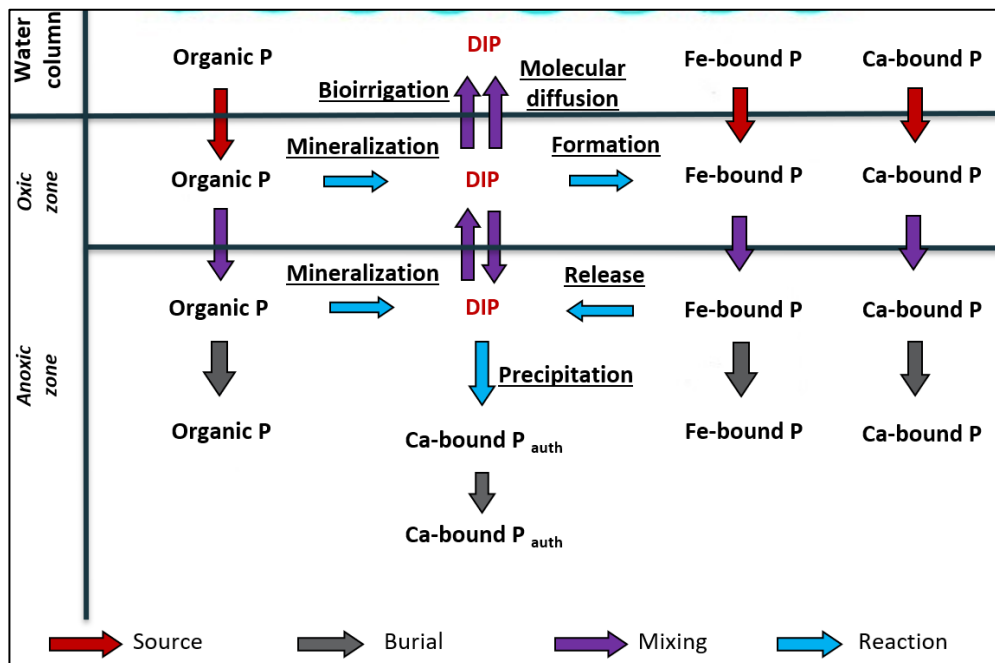 Water
column
Organic P
DIP
Fe-bound P
Ca-bound P
Bioirrigation
Molecular
diffusion
Oxic
zone
Mineralization
Formation
Organic P
DIP
Fe-bound P
Ca-bound P
Anoxic
zone
Mineralization
Release
Organic P
DIP
Fe-bound P
Ca-bound P
Precipitation
Organic P
Ca-bound P auth
Fe-bound P
Ca-bound P
Ca-bound P auth
Source
Burial
Mixing
Reaction